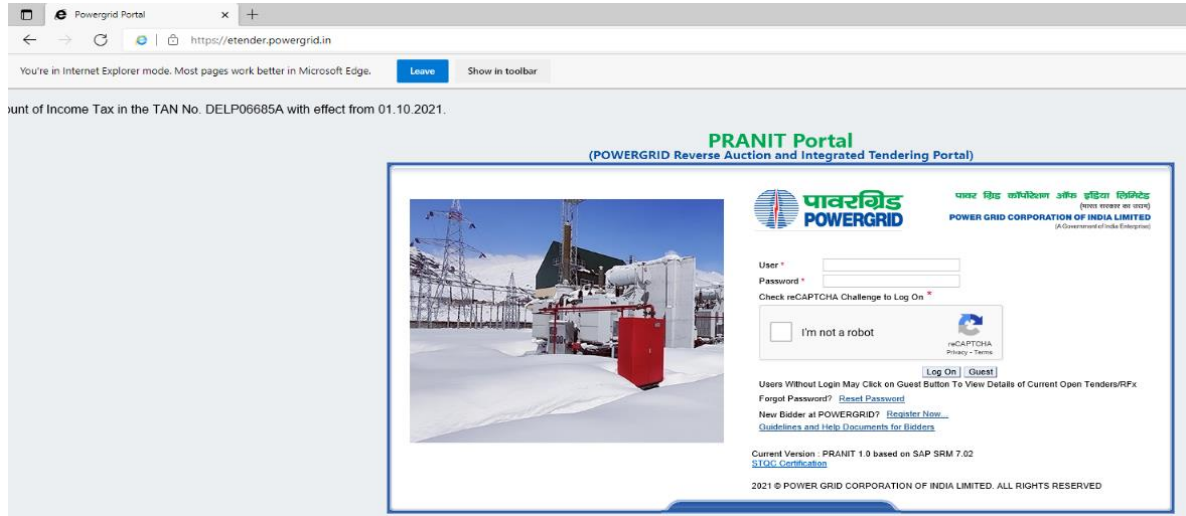 Powergrid Portal
https://etender.powergrid.in
You're in Internet Explorer mode. Most pages work better in Microsoft Edge. Leave Show in toolbar
ount of Income Tax in the TAN No. DELP06685A with effect from 01.10.2021.
PRANIT Portal
(POWERGRID Reverse Auction and Integrated Tendering Portal)
पावरग्रिड
POWERGRID
पावर ग्रिड कॉर्पोरेशन ऑफ इंडिया लिमिटेड
(भारत सरकार का उद्यम)
POWER GRID CORPORATION OF INDIA LIMITED
(A Government of India Enterprise)
User *
Password *
Check reCAPTCHA Challenge to Log On *
I'm not a robot
reCAPTCHA
Privacy - Terms
Log On Guest
Users Without Login May Click on Guest Button To View Details of Current Open Tenders/RFx
Forgot Password? Reset Password
New Bidder at POWERGRID? Register Now...
Guidelines and Help Documents for Bidders
Current Version : PRANIT 1.0 based on SAP SRM 7.02
STQC Certification
2021 © POWER GRID CORPORATION OF INDIA LIMITED. ALL RIGHTS RESERVED